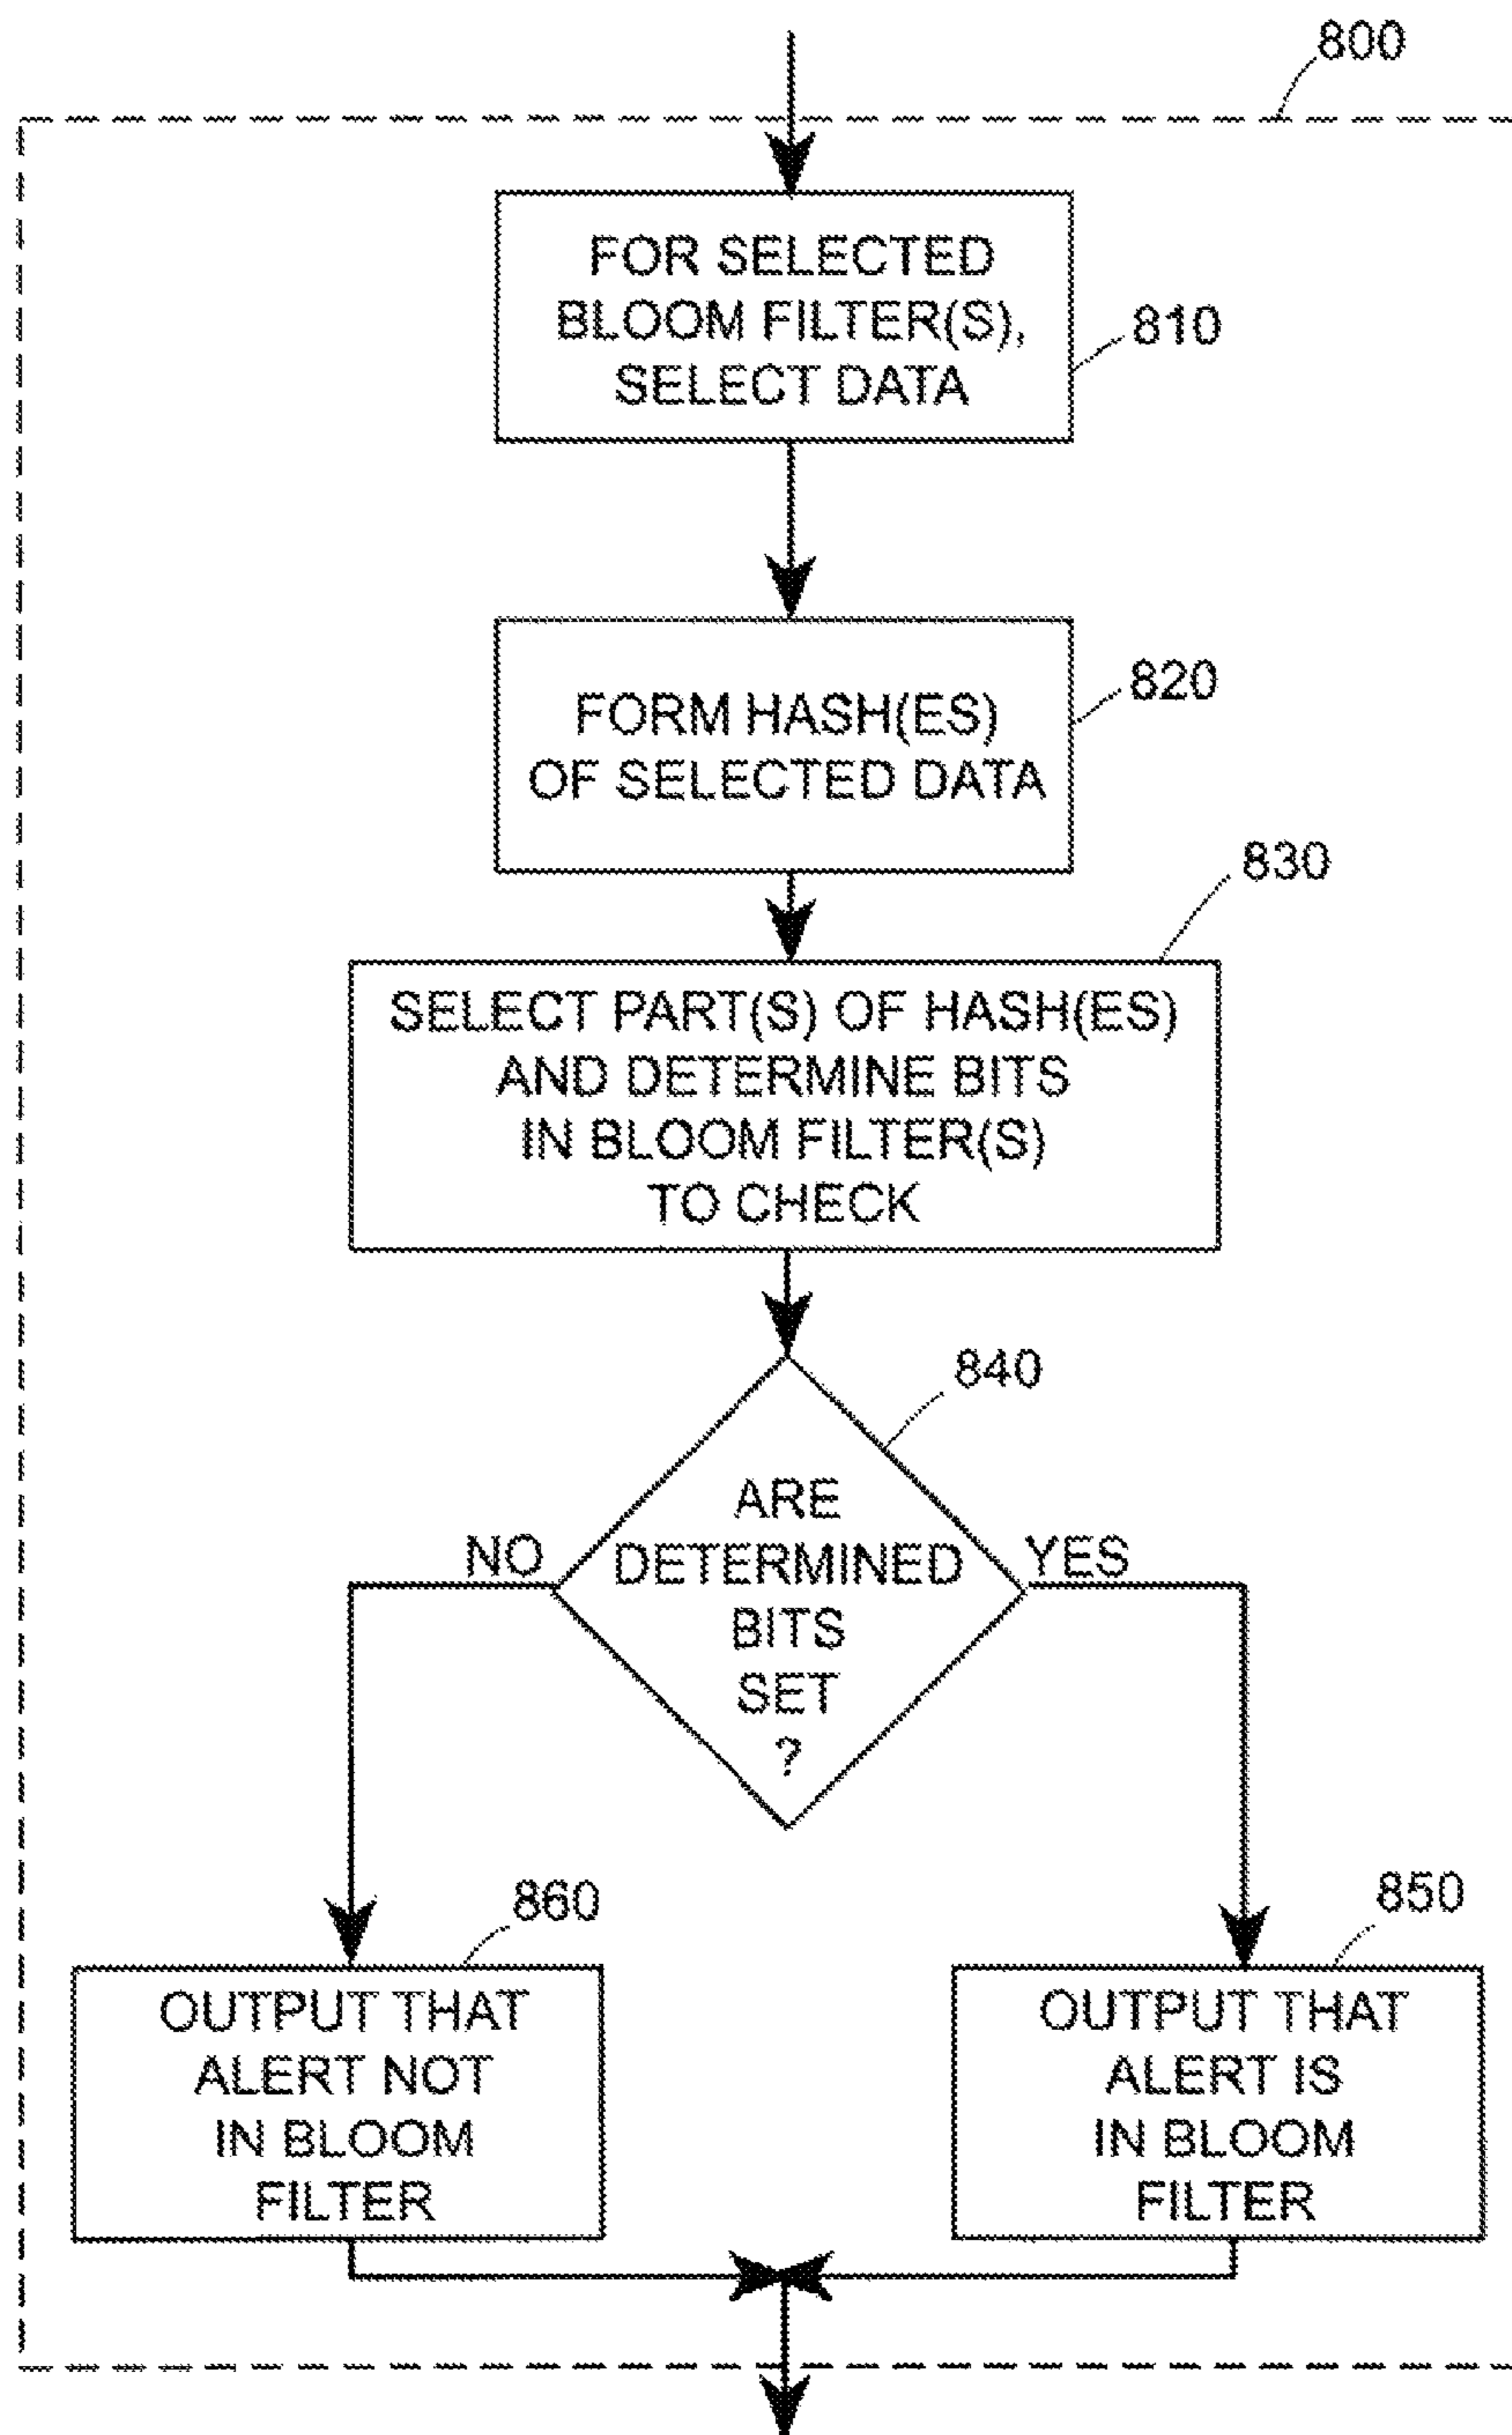 800
FOR SELECTED
BLOOM FILTER(S),
SELECT DATA
810
FORM HASH(ES)
OF SELECTED DATA
820
830
SELECT PART(S) OF HASH(ES)
AND DETERMINE BITS
IN BLOOM FILTER(S)
TO CHECK
840
ARE
DETERMINED
BITS
SET
?
NO
YES
860
OUTPUT THAT
ALERT NOT
IN BLOOM
FILTER
850
OUTPUT THAT
ALERT IS
IN BLOOM
FILTER